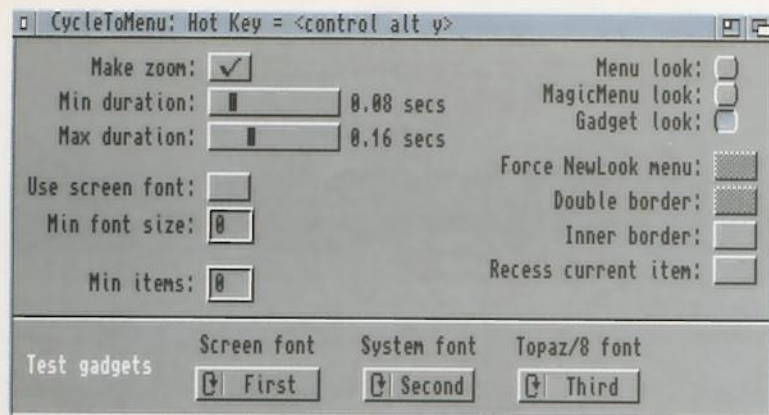 CycleToMenu: Hot Key = <control alt y>
Make zoom:
Min duration: 0.08 secs
Max duration: 0.16 secs
Use screen font:
Min font size: 0
Min items: 0
Menu look:
MagicMenu look:
Gadget look:
Force NewLook menu:
Double border:
Inner border:
Recess current item:
Test gadgets
Screen font
System font
Topaz/8 font
First
Second
Third